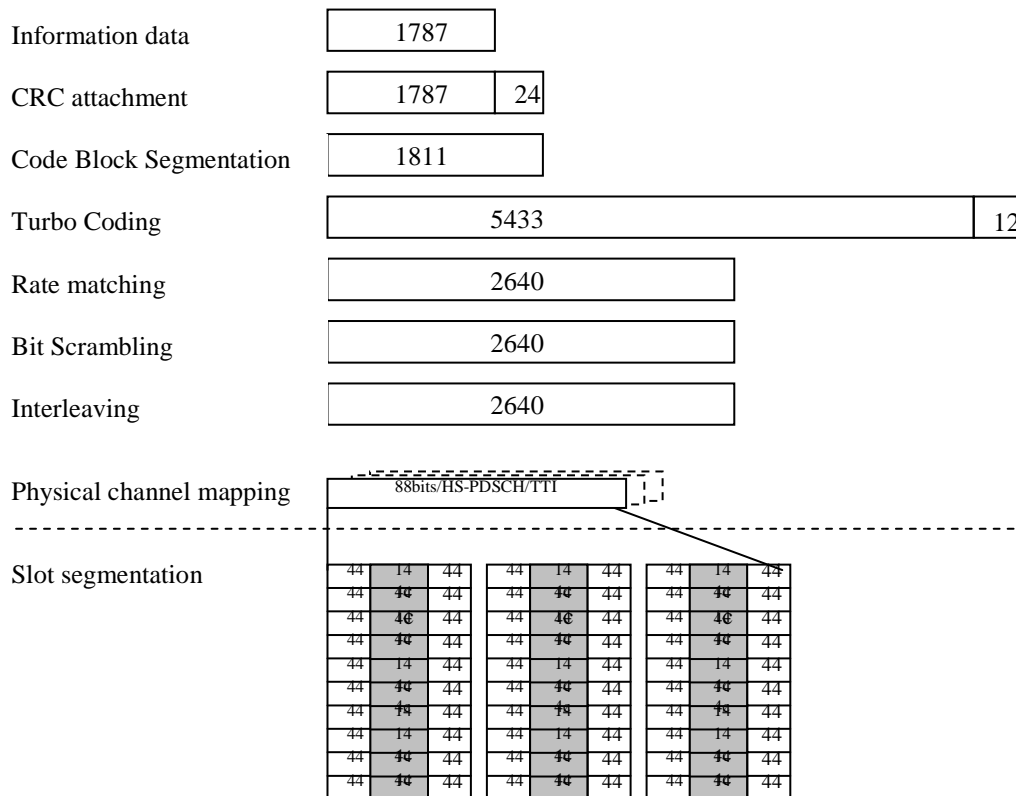 Information data 1787
CRC attachment 1787 24
Code Block Segmentation 1811
Turbo Coding 5433 12
Rate matching 2640
Bit Scrambling 2640
Interleaving 2640
Physical channel mapping 88bits/HS-PDSCH/TTI
Slot segmentation
44 14 44 44 14 44 44 14 44
44 44 44 44 44 44
44 44 44 44 44 44
44 44 44 44 44 44
44 14 44 44 14 44 44 14 44
44 44 44 44 44 44
44 44 44 44 44 44
44 14 44 44 14 44 44 14 44
44 44 44 44 44 44
44 44 44 44 44 44